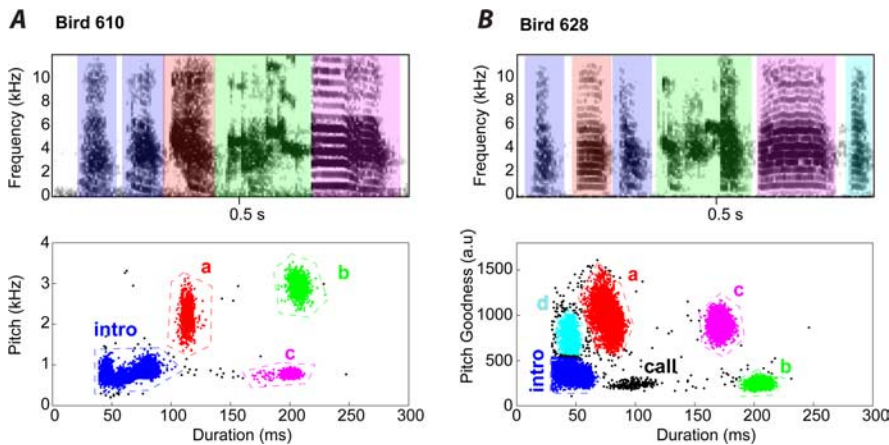 A Bird 610
Frequency (kHz)
10
8
6
4
2
0
0.5 s
Pitch (kHz)
4
3
2
1
0
a
b
intro
c
0 50 100 150 200 250 300
Duration (ms)
B Bird 628
Frequency (kHz)
10
8
6
4
2
0
0.5 s
Pitch Goodness (a.u)
1500
1000
500
0
a
d
c
intro
call
b
0 50 100 150 200 250 300
Duration (ms)